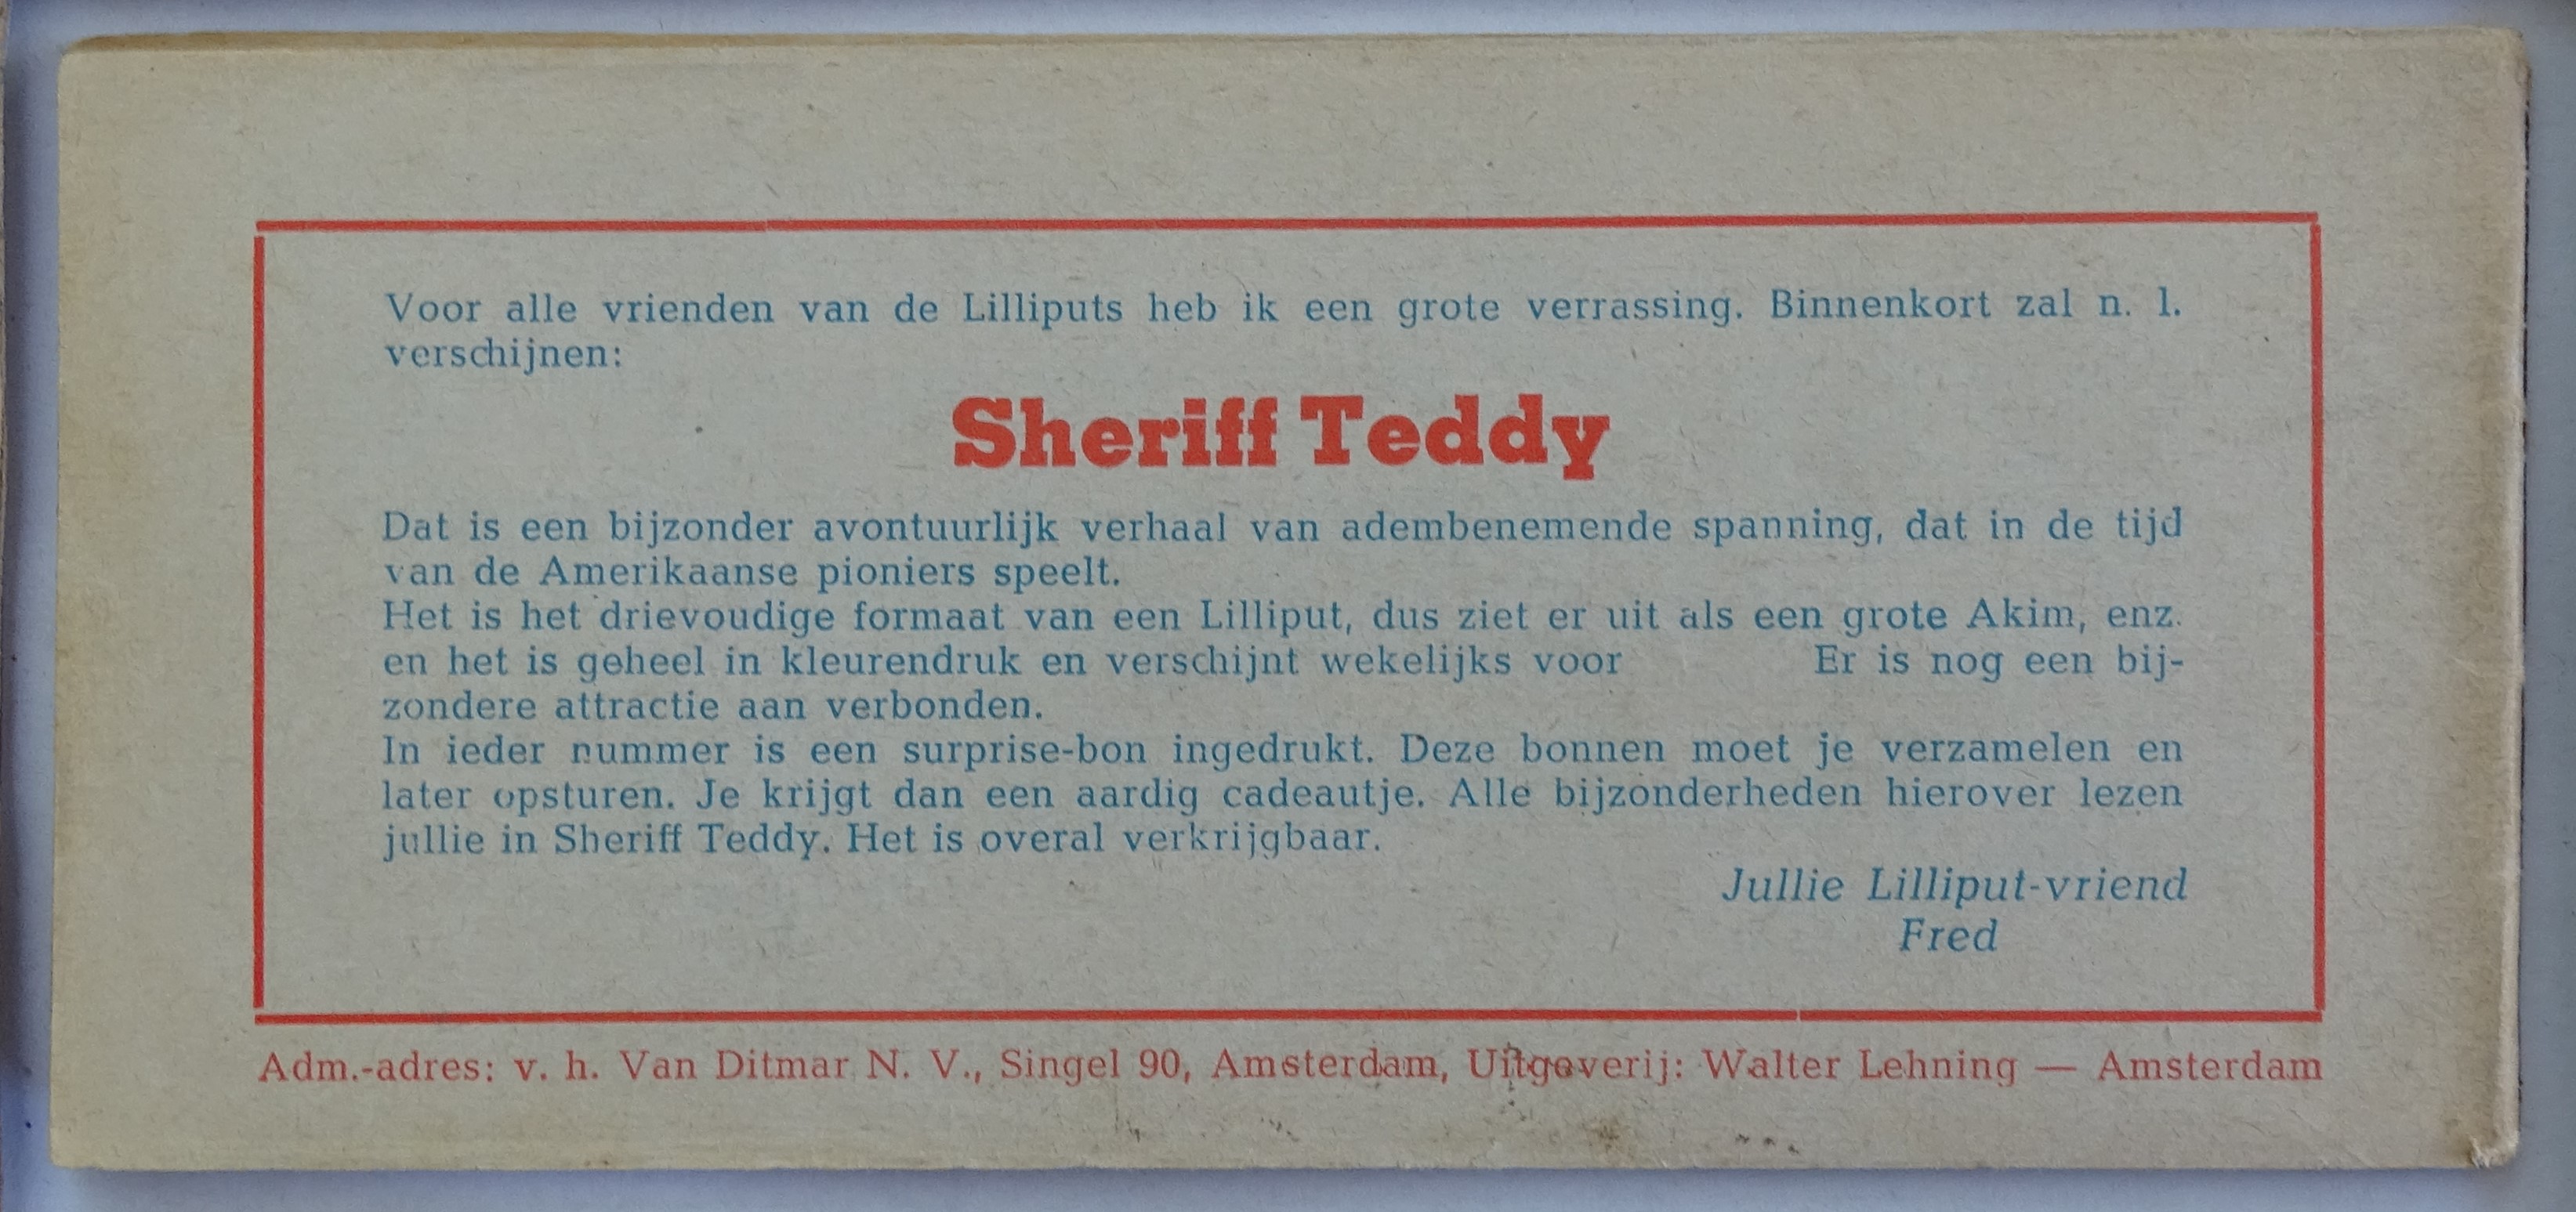 Voor alle vrienden van de Lilliputs heb ik een grote verrassing. Binnenkort zal n. l.
verschijnen:
Sheriff Teddy
Dat is een bijzonder avontuurlijk verhaal van adembenemende spanning, dat in de tijd
van de Amerikaanse pioniers speelt.
Het is het drievoudige formaat van een Lilliput, dus ziet er uit als een grote Akim, enz.
en het is geheel in kleurendruk en verschijnt wekelijks voor Er is nog een bij-
zondere attractie aan verbonden.
In ieder nummer is een surprise-bon ingedrukt. Deze bonnen moet je verzamelen en
later opsturen. Je krijgt dan een aardig cadeautje. Alle bijzonderheden hierover lezen
jullie in Sheriff Teddy. Het is overal verkrijgbaar.
Jullie Lilliput-vriend
Fred
Adm.-adres: v. h. Van Ditmar N. V., Singel 90, Amsterdam, Uitgeverij: Walter Lehning — Amsterdam